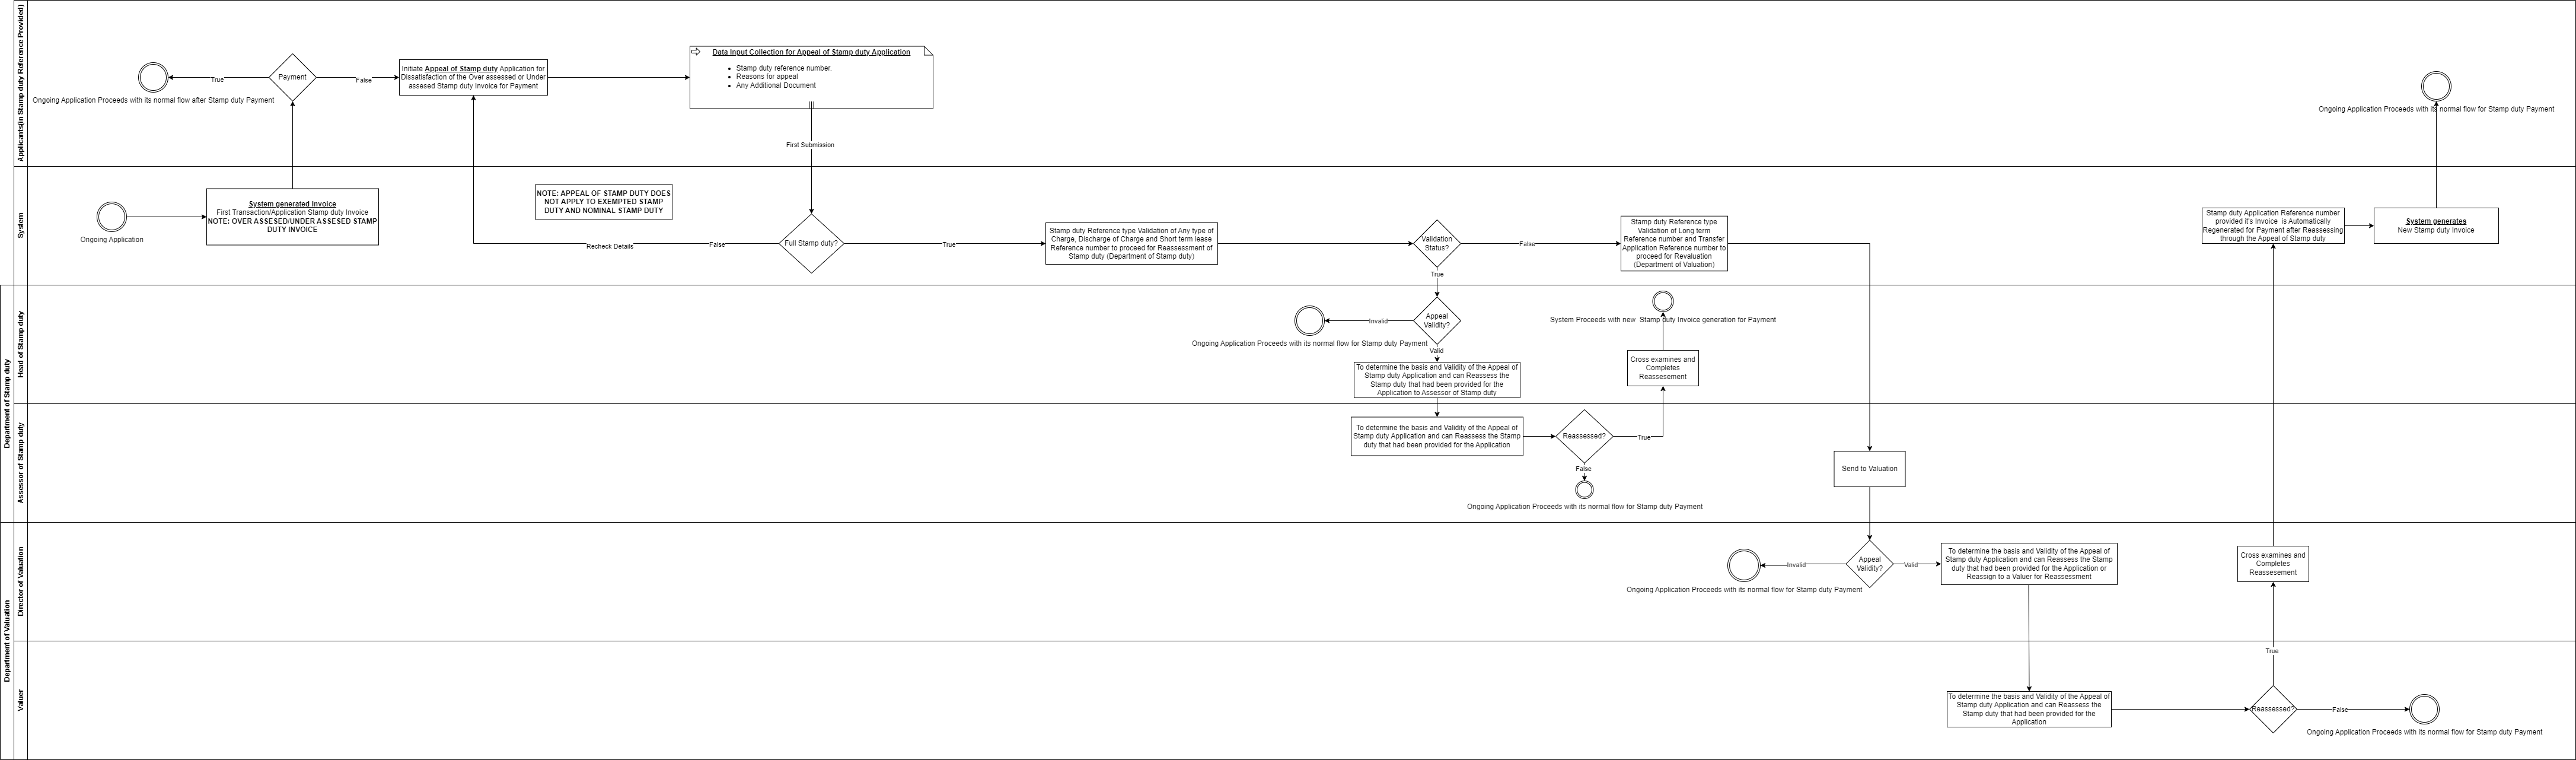 Applicants(in Stamp duty Reference Provided)
True
Payment
False
Ongoing Application Proceeds with its normal flow after Stamp duty Payment
Initiate Appeal of Stamp duty Application for
Dissatisfaction of the Over assessed or Under
assesed Stamp duty Invoice for Payment
Data Input Collection for Appeal of Stamp duty Application
Stamp duty reference number.
Reasons for appeal
Any Additional Document
First Submission
Ongoing Application Proceeds with its normal flow for Stamp duty Payment
System
Ongoing Application
System generated Invoice
First Transaction/Application Stamp duty Invoice
NOTE: OVER ASSESED/UNDER ASSESED STAMP
DUTY INVOICE
NOTE: APPEAL OF STAMP DUTY DOES
NOT APPLY TO EXEMPTED STAMP
DUTY AND NOMINAL STAMP DUTY
Recheck Details
False
Full Stamp duty?
True
Stamp duty Reference type Validation of Any type of
Charge, Discharge of Charge and Short term lease
Reference number to proceed for Reassessment of
Stamp duty (Department of Stamp duty)
Validation
Status?
True
False
Stamp duty Reference type
Validation of Long term
Reference number and Transfer
Application Reference number to
proceed for Revaluation
(Department of Valuation)
Stamp duty Application Reference number
provided it's Invoice is Automatically
Regenerated for Payment after Reassessing
through the Appeal of Stamp duty
System generates
New Stamp duty Invoice
Department of Stamp duty
Head of Stamp duty
Invalid
Appeal
Validity?
Valid
Ongoing Application Proceeds with its normal flow for Stamp duty Payment
To determine the basis and Validity of the Appeal of
Stamp duty Application and can Reassess the
Stamp duty that had been provided for the
Application to Assessor of Stamp duty
System Proceeds with new Stamp duty Invoice generation for Payment
Cross examines and
Completes
Reassesement
Assessor of Stamp duty
To determine the basis and Validity of the Appeal of
Stamp duty Application and can Reassess the Stamp
duty that had been provided for the Application
Reassessed?
True
False
Ongoing Application Proceeds with its normal flow for Stamp duty Payment
Send to Valuation
Department of Valuation
Director of Valuation
Invalid
Appeal
Validity?
Valid
Ongoing Application Proceeds with its normal flow for Stamp duty Payment
To determine the basis and Validity of the Appeal of
Stamp duty Application and can Reassess the Stamp
duty that had been provided for the Application or
Reassign to a Valuer for Reassessment
Cross examines and
Completes
Reassesement
Valuer
To determine the basis and Validity of the Appeal of
Stamp duty Application and can Reassess the
Stamp duty that had been provided for the
Application
True
Reassessed?
False
Ongoing Application Proceeds with its normal flow for Stamp duty Payment